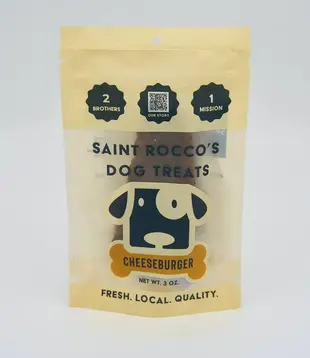 2
BROTHERS
OUR STORY
1
MISSION
SAINT ROCCO'S
DOG TREATS
CHEESEBURGER
NET WT. 3 OZ.
FRESH. LOCAL. QUALITY.